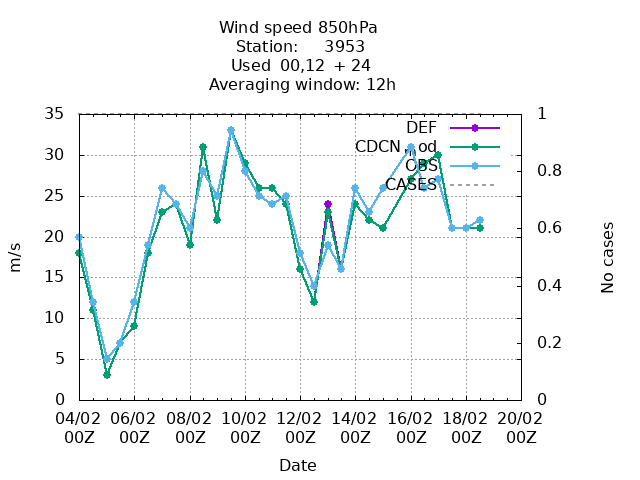 Wind speed 850hPa
Station: 3953
Used 00,12 + 24
Averaging window: 12h
35 1
DEF
30 CDCN od
OBS 0.8
25 CASES
20 0.6
m/s No cases
15 0.4
10
5 0.2
0 0
04/02 06/02 08/02 10/02 12/02 14/02 16/02 18/02 20/02
00Z 00Z 00Z 00Z 00Z 00Z 00Z 00Z 00Z
Date